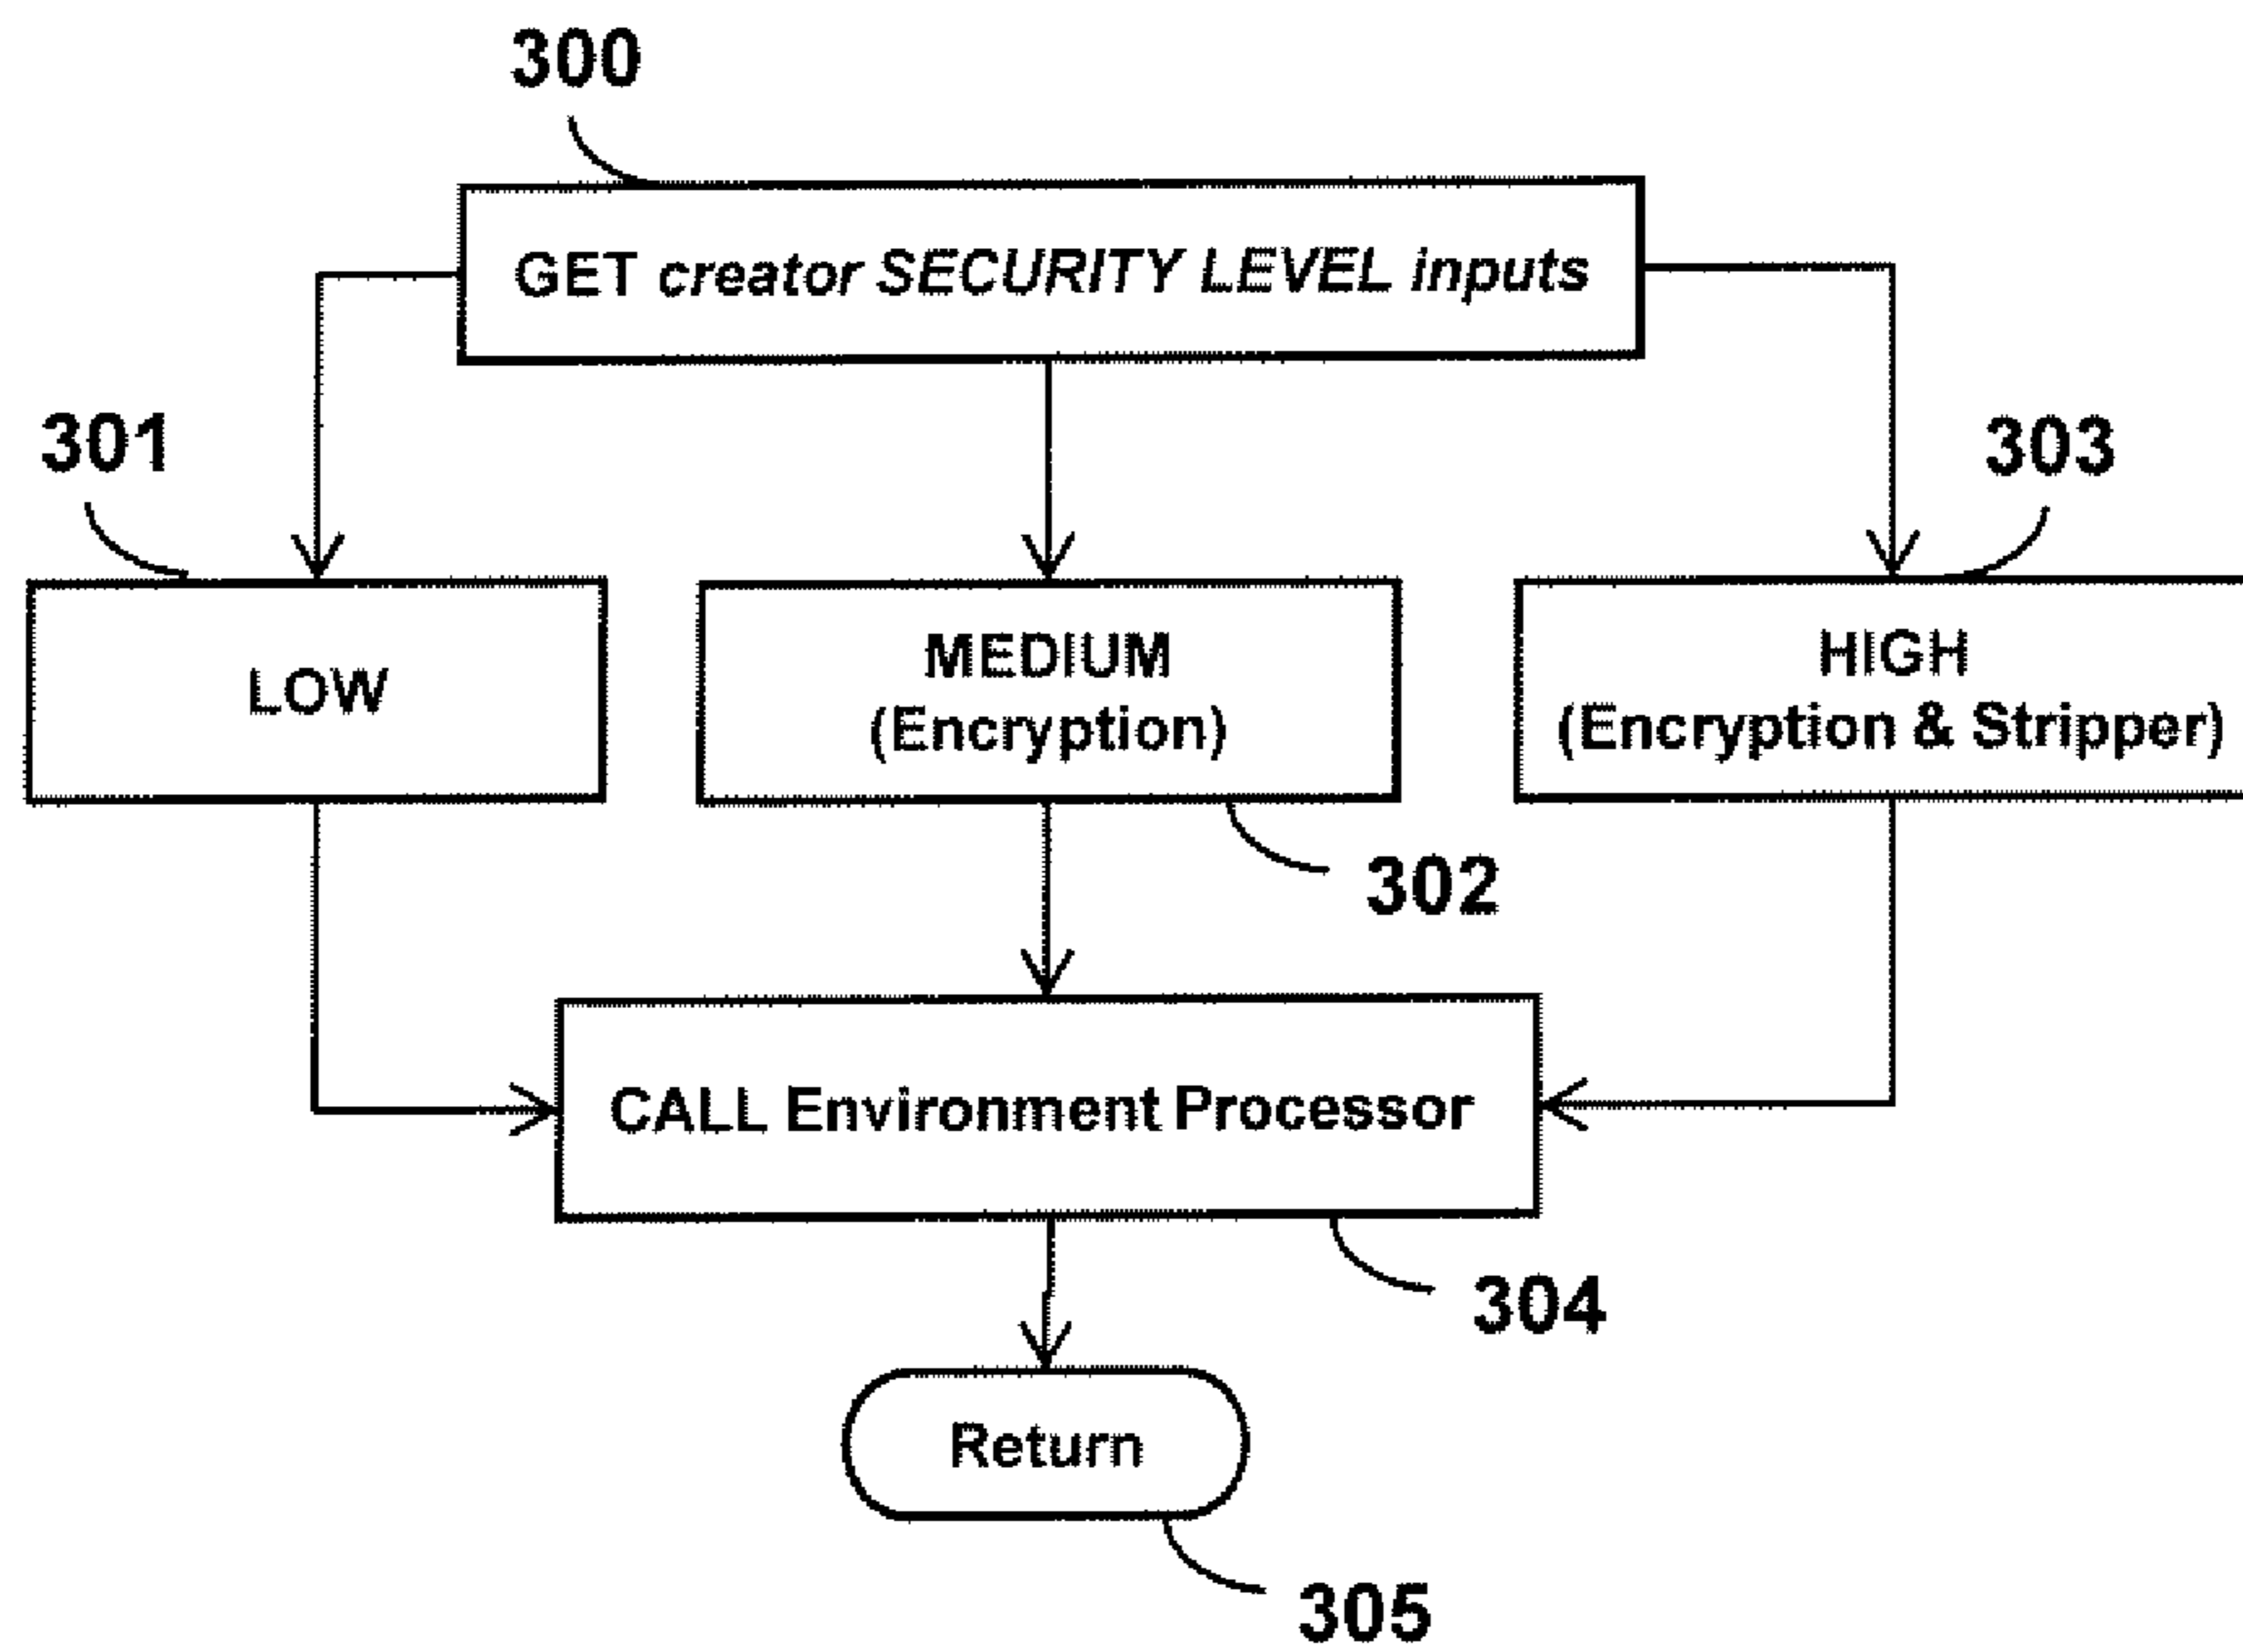 300
GET creator SECURITY LEVEL inputs
301
303
LOW
MEDIUM
(Encryption)
HIGH
(Encryption & Stripper)
302
CALL Environment Processor
304
Return
305